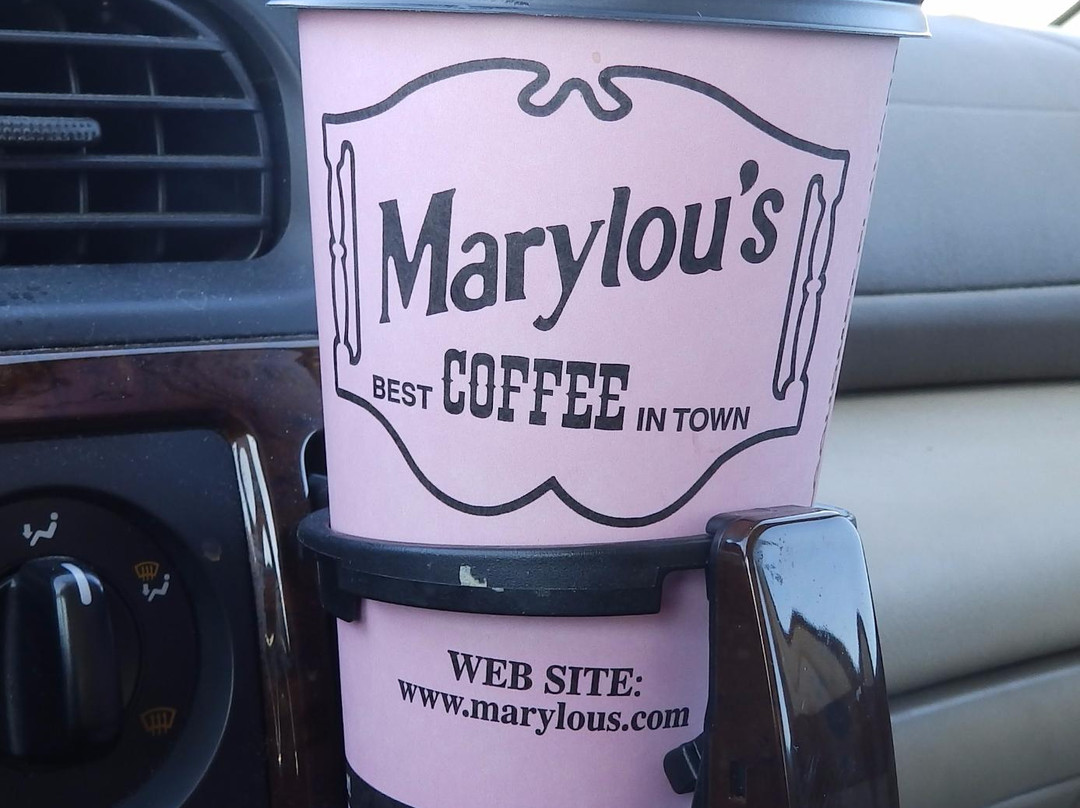 Marylou's
BEST COFFEE IN TOWN
WEB SITE:
www.marylous.com